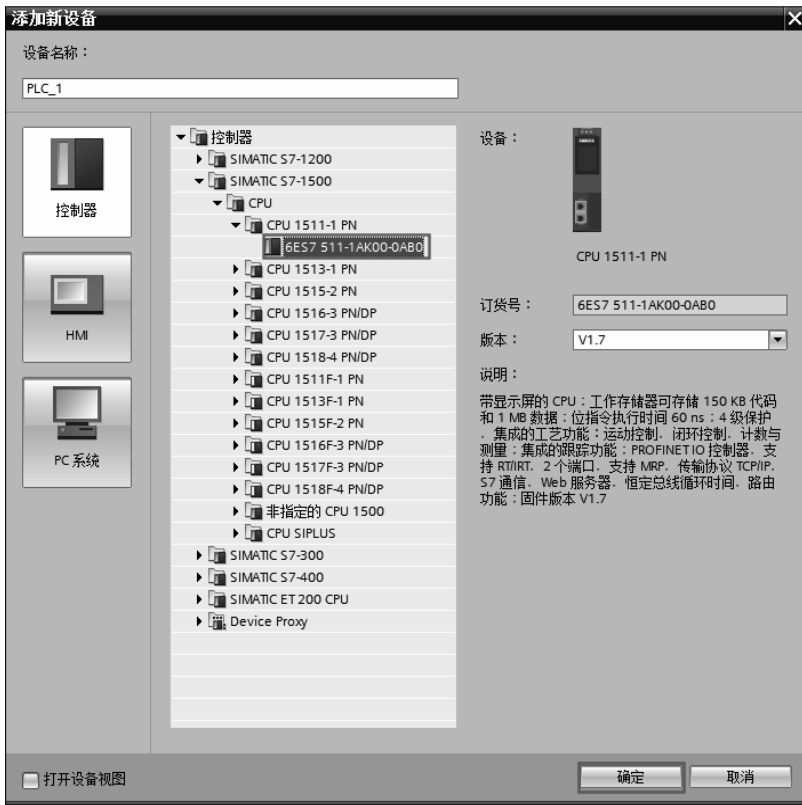 添加新设备
设备名称：
PLC_1
控制器
HMI
PC 系统
控制器
SIMATIC S7-1200
SIMATIC S7-1500
CPU
CPU 1511-1 PN
6ES7 511-1AK00-0AB0
CPU 1513-1 PN
CPU 1515-2 PN
CPU 1516-3 PN/DP
CPU 1517-3 PN/DP
CPU 1518-4 PN/DP
CPU 1511F-1 PN
CPU 1513F-1 PN
CPU 1515F-2 PN
CPU 1516F-3 PN/DP
CPU 1517F-3 PN/DP
CPU 1518F-4 PN/DP
非指定的 CPU 1500
CPU SIPLUS
SIMATIC S7-300
SIMATIC S7-400
SIMATIC ET 200 CPU
Device Proxy
设备：
CPU 1511-1 PN
订货号：
6ES7 511-1AK00-0AB0
版本：
V1.7
说明：
带显示屏的 CPU：工作存储器可存储 150 KB 代码
和 1 MB 数据：位指令执行时间 60 ns：4 级保护
．集成的工艺功能：运动控制．闭环控制．计数与
测量：集成的跟踪功能：PROFINET IO 控制器．支
持 RT/IRT．2 个端口．支持 MRP．传输协议 TCP/IP．
S7 通信．Web 服务器．恒定总线循环时间．路由
功能：固件版本 V1.7
打开设备视图
确定
取消